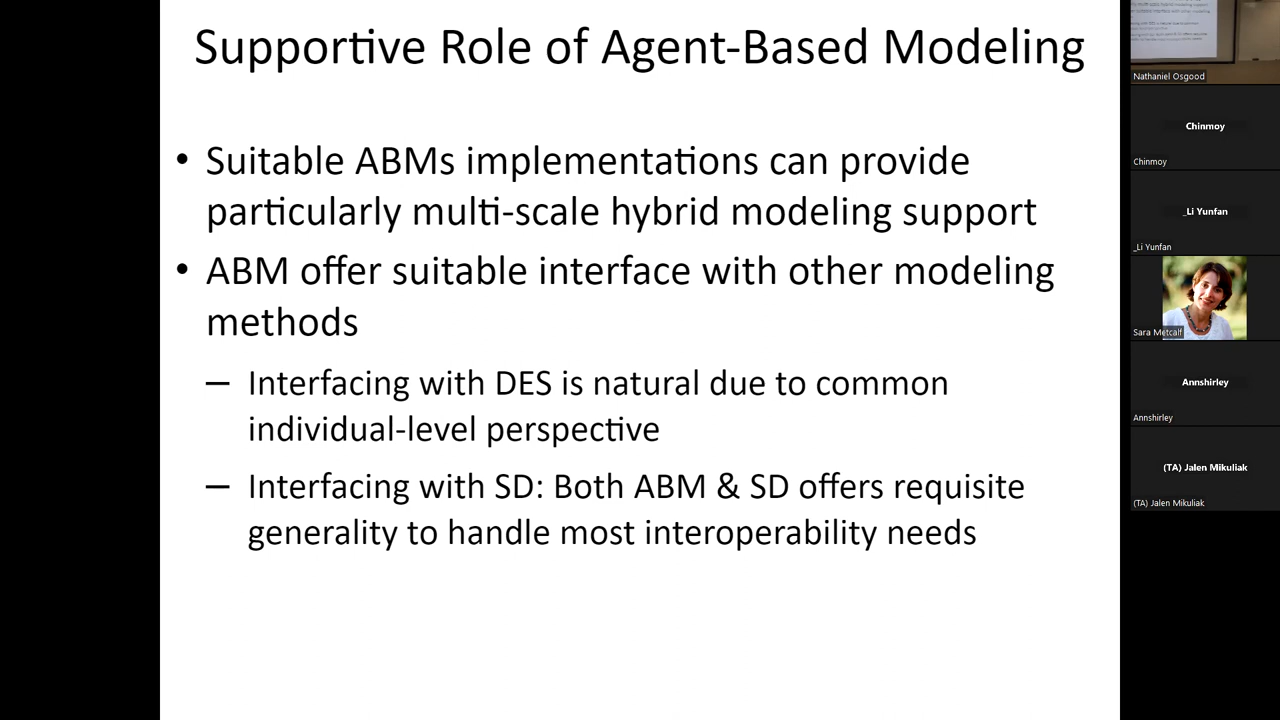 Supportive Role of Agent-Based Modeling
• Suitable ABMs implementations can provide
particularly multi-scale hybrid modeling support
• ABM offer suitable interface with other modeling
methods
– Interfacing with DES is natural due to common
individual-level perspective
– Interfacing with SD: Both ABM & SD offers requisite
generality to handle most interoperability needs
Nathaniel Osgood
Chinmoy
Chinmoy
_Li Yunfan
_Li Yunfan
Sara Metcalf
Annshirley
Annshirley
(TA) Jalen Mikuliak
(TA) Jalen Mikuliak